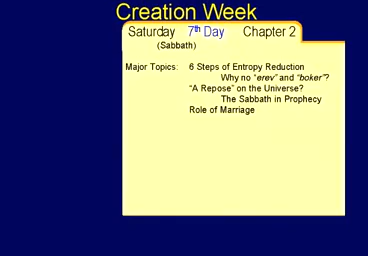 Creation Week
Saturday 7th Day Chapter 2
(Sabbath)
Major Topics: 6 Steps of Entropy Reduction
Why no "erev" and "boker"?
"A Repose" on the Universe?
The Sabbath in Prophecy
Role of Marriage